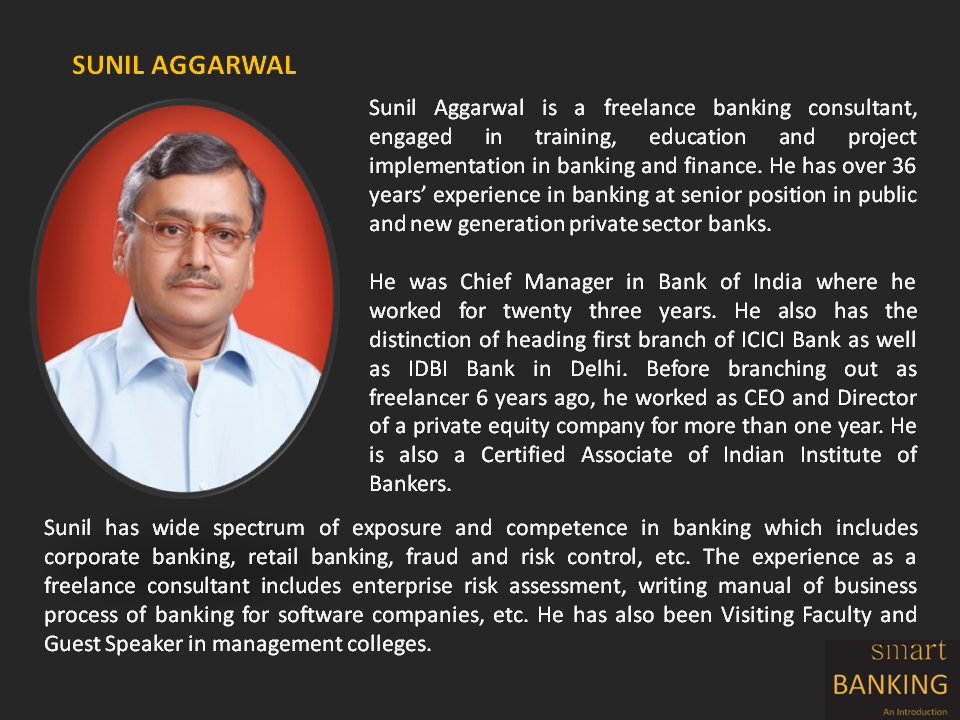 SUNIL AGGARWAL
Sunil Aggarwal is a freelance banking consultant,
engaged in training, education and project
implementation in banking and finance. He has over 36
years’ experience in banking at senior position in public
and new generation private sector banks.
He was Chief Manager in Bank of India where he
worked for twenty three years. He also has the
distinction of heading first branch of ICICI Bank as well
as IDBI Bank in Delhi. Before branching out as
freelancer 6 years ago, he worked as CEO and Director
of a private equity company for more than one year. He
is also a Certified Associate of Indian Institute of
Bankers.
Sunil has wide spectrum of exposure and competence in banking which includes
corporate banking, retail banking, fraud and risk control, etc. The experience as a
freelance consultant includes enterprise risk assessment, writing manual of business
process of banking for software companies, etc. He has also been Visiting Faculty and
Guest Speaker in management colleges.
smart
BANKING
An Introduction